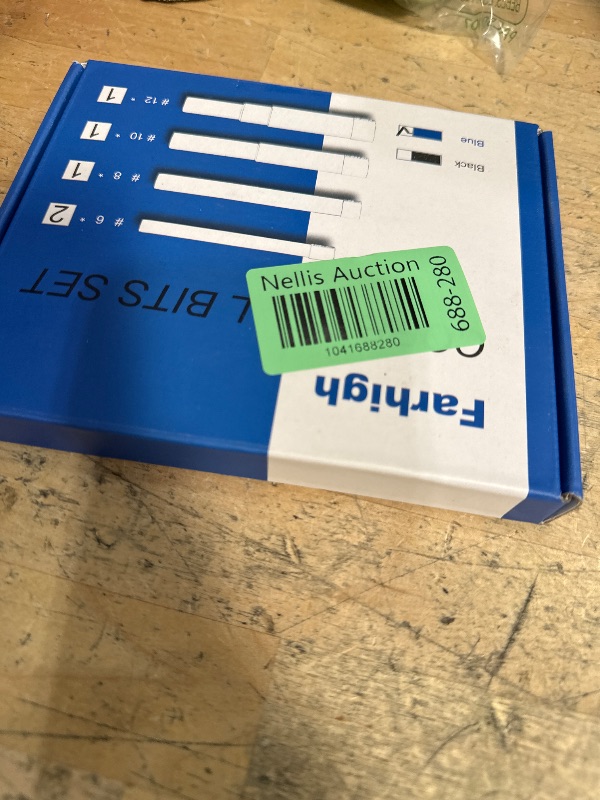 Farhigh
L BITS SET
# 6 * 2
# 8 * 1
# 10 * 1
# 12 * 1
Black
Blue
Nellis Auction
1041688280
688-280